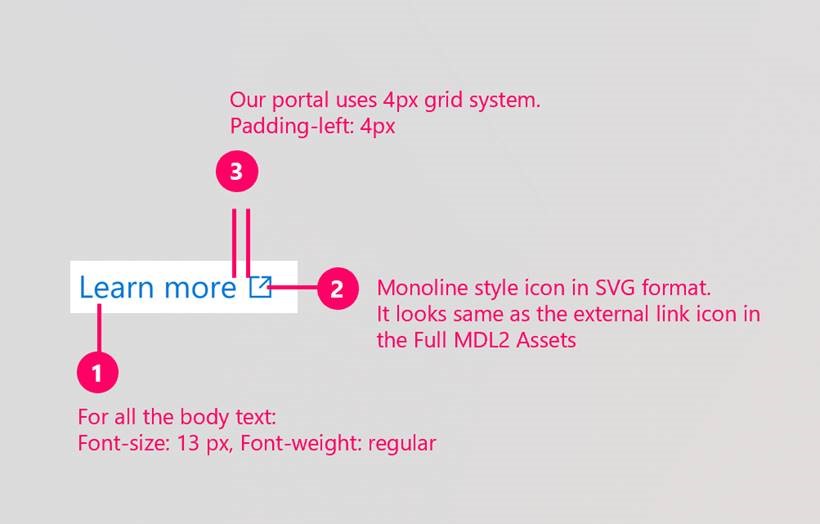 Our portal uses 4px grid system.
Padding-left: 4px
3
Learn more
2
Monoline style icon in SVG format.
It looks same as the external link icon in
the Full MDL2 Assets
1
For all the body text:
Font-size: 13 px, Font-weight: regular